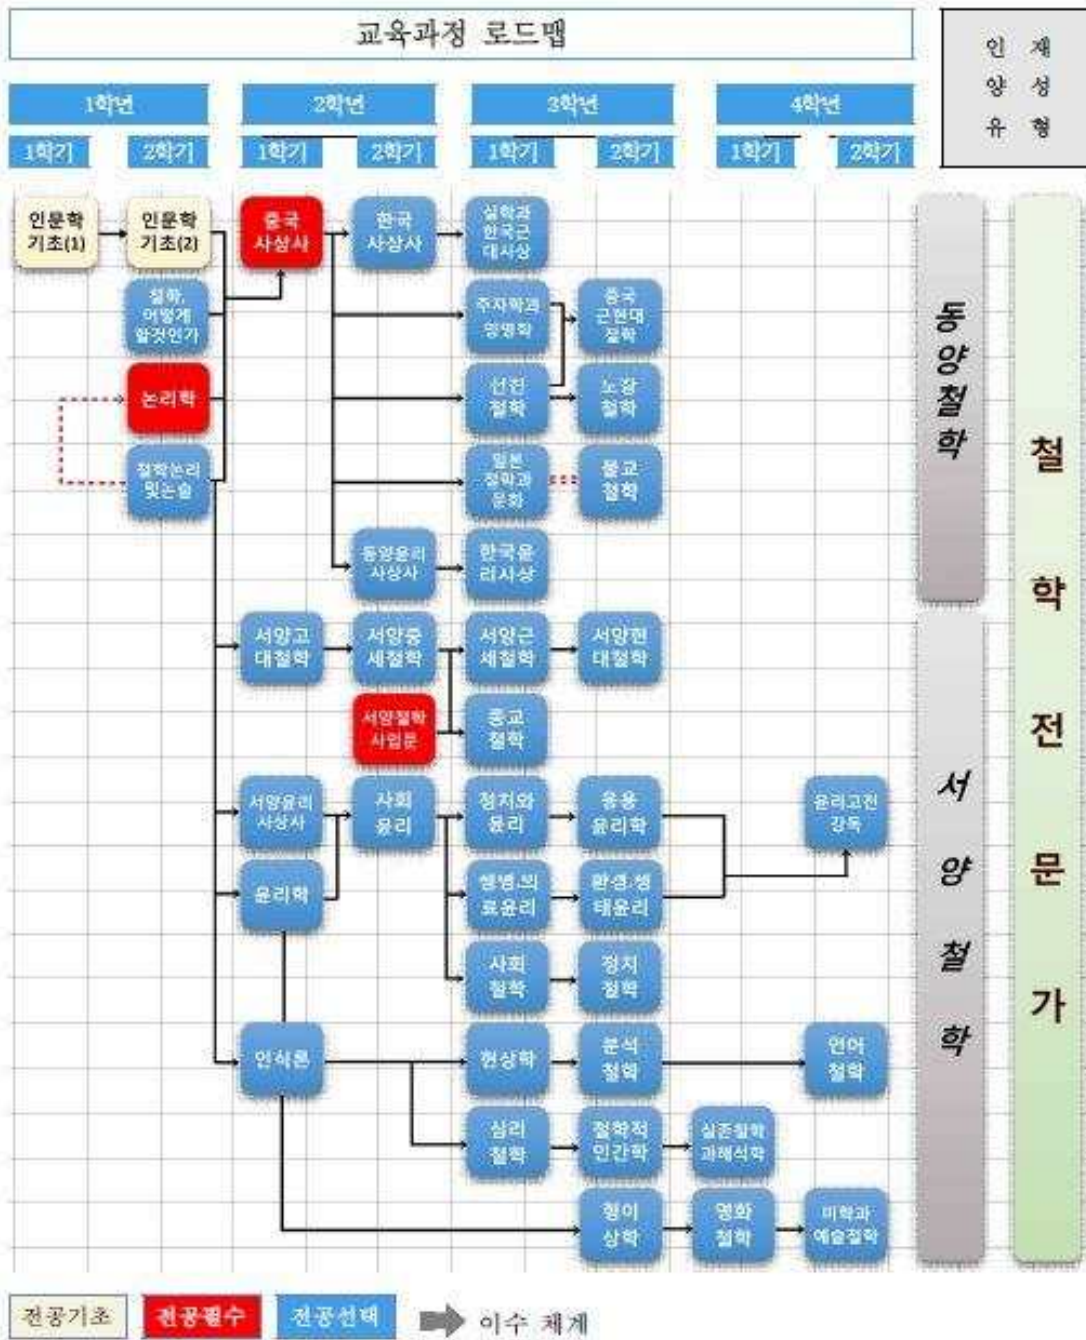 교육과정 로드맵
인 재
양 성
유 형
1학년 2학년 3학년 4학년
1학기 2학기 1학기 2학기 1학기 2학기 1학기 2학기
인문학
기초(1)
인문학
기초(2)
중국
사상사
한국
사상사
실학과
한국근
대사상
철학,
어떻게
할것인가
주자학과
양명학
중국
근현대
철학
논리학
선진
철학
노장
철학
철학논리
및논술
일본
철학과
문화
불교
철학
동양윤리
사상사
한국윤
리사상
서양고
대철학
서양중
세철학
서양근
세철학
서양현
대철학
서양철학
사입문
종교
철학
서양윤리
사상사
사회
윤리
정치와
윤리
응용
윤리학
윤리고전
강독
윤리학
생명.의
료윤리
환경.생
태윤리
사회
철학
정치
철학
인식론
현상학
분석
철학
언어
철학
심리
철학
철학적
인간학
실존철학
과해석학
형이
상학
영화
철학
미학과
예술철학
동양철학
서양철학
철학전문가
전공기초 전공필수 전공선택 이수 체계